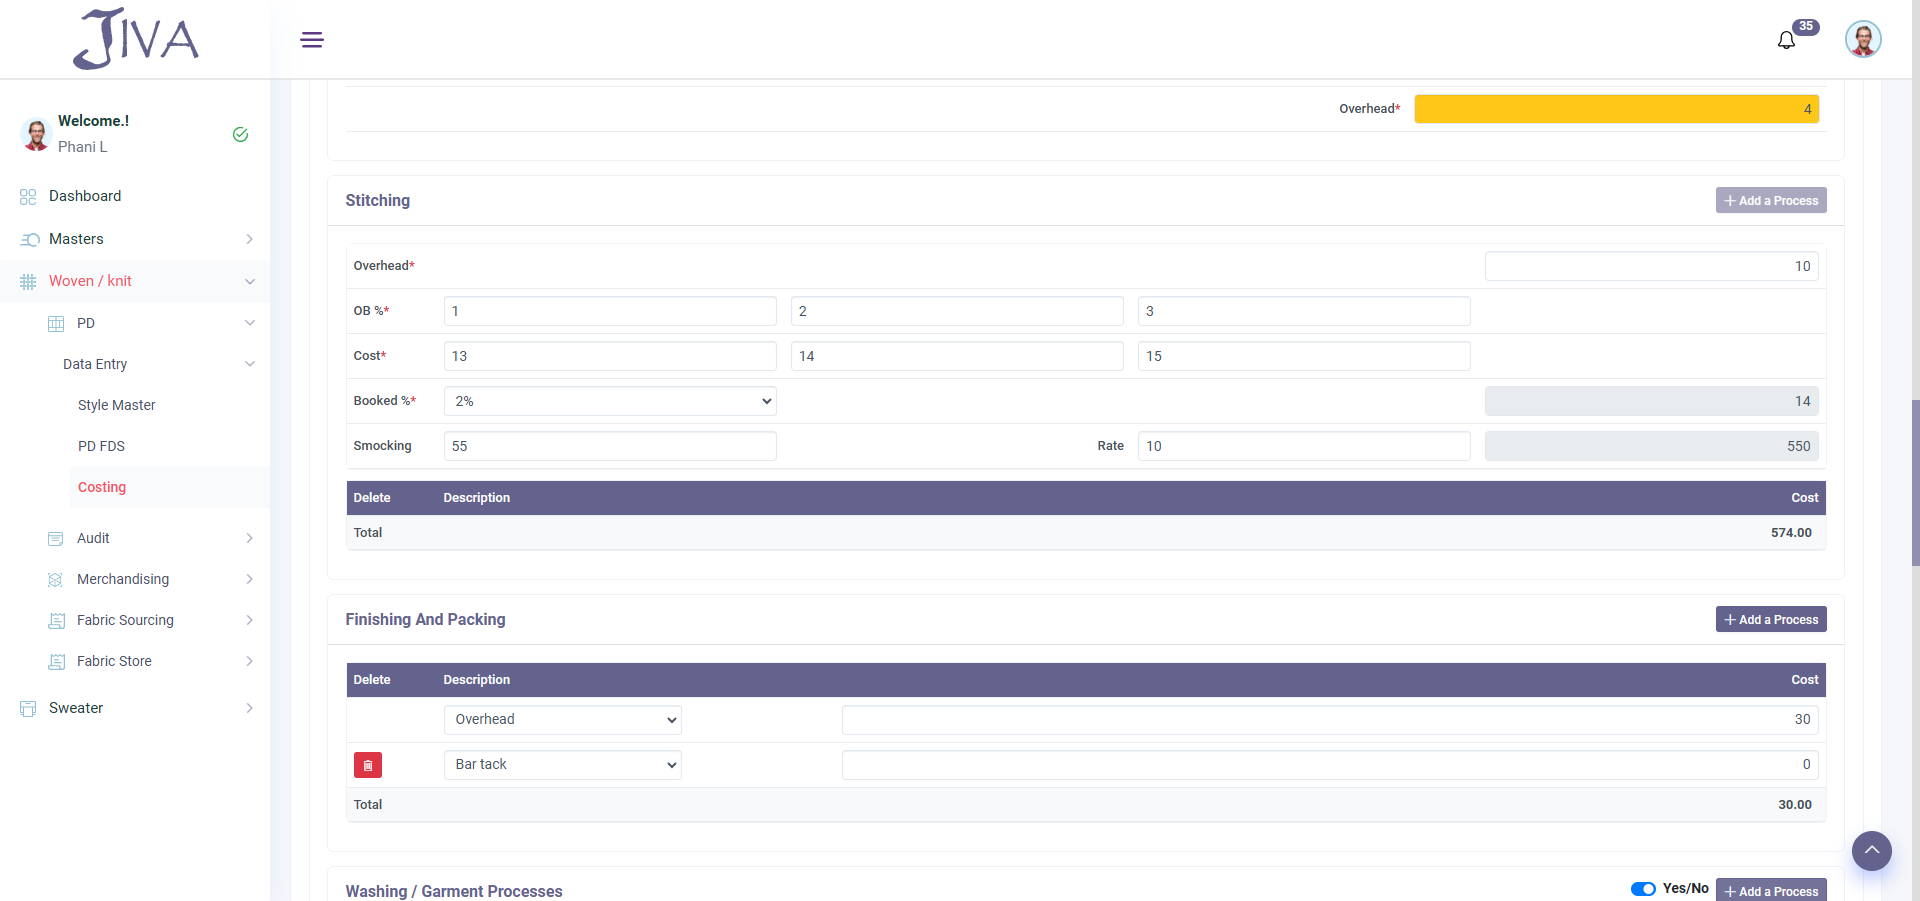 JIVA
35
Welcome.!
Phani L
Dashboard
Masters
Woven / knit
PD
Data Entry
Style Master
PD FDS
Costing
Audit
Merchandising
Fabric Sourcing
Fabric Store
Sweater
Overhead* 4
Stitching + Add a Process
Overhead* 10
OB %* 1 2 3
Cost* 13 14 15
Booked %* 2% 14
Smocking 55 Rate 10 550
Delete Description Cost
Total 574.00
Finishing And Packing + Add a Process
Delete Description Cost
Overhead 30
Bar tack 0
Total 30.00
Washing / Garment Processes Yes/No + Add a Process